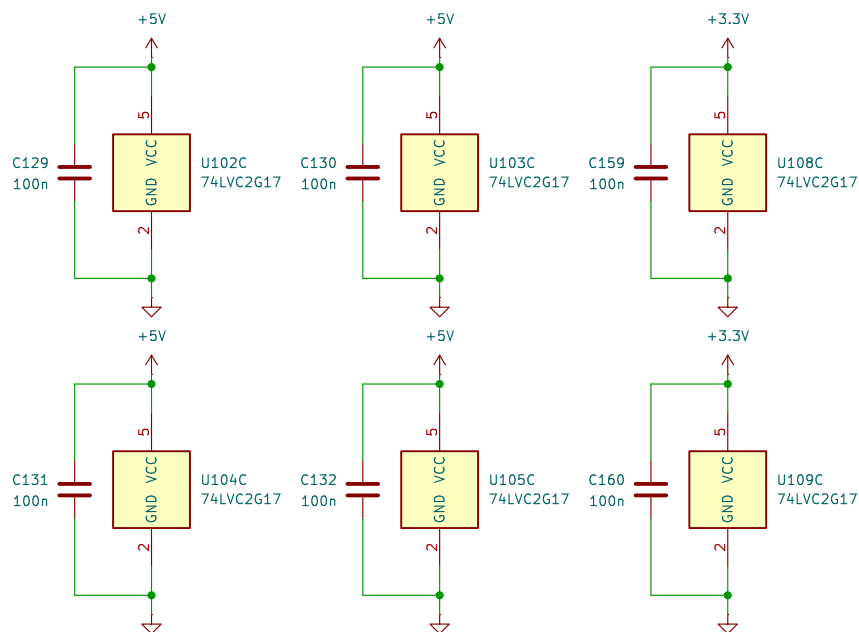 +5V
+5V
+3.3V
5
5
5
C129
100n
VCC
GND
U102C
74LVC2G17
C130
100n
VCC
GND
U103C
74LVC2G17
C159
100n
VCC
GND
U108C
74LVC2G17
2
2
2
+5V
+5V
+3.3V
5
5
5
C131
100n
VCC
GND
U104C
74LVC2G17
C132
100n
VCC
GND
U105C
74LVC2G17
C160
100n
VCC
GND
U109C
74LVC2G17
2
2
2